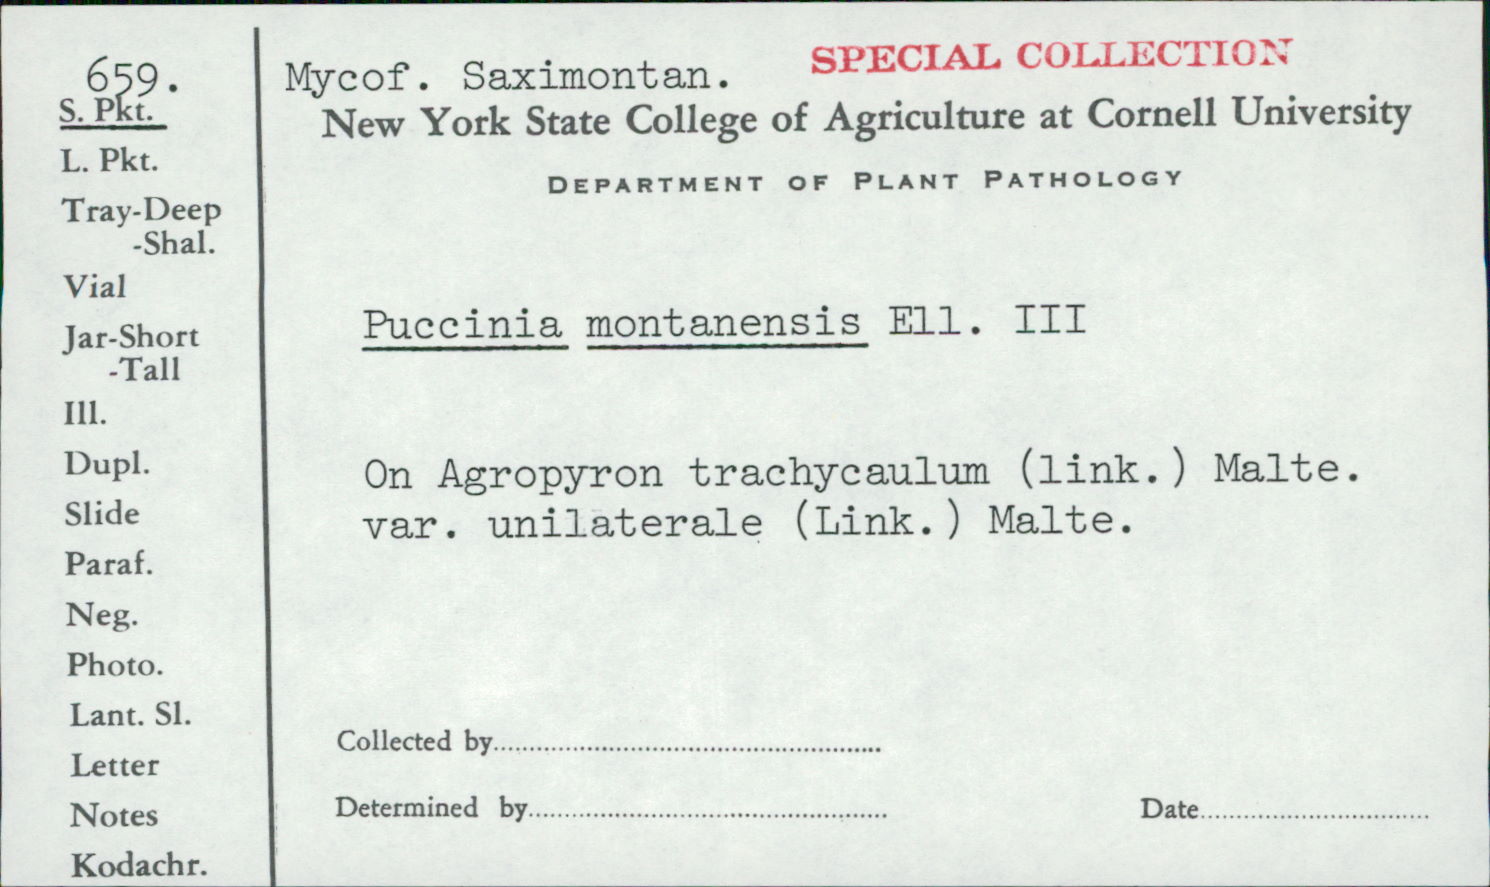 659.
S. Pkt.
L. Pkt.
Tray-Deep
-Shal.
Vial
Jar-Short
-Tall
Ill.
Dupl.
Slide
Paraf.
Neg.
Photo.
Lant. Sl.
Letter
Notes
Kodachr.
Mycof. Saximontan. SPECIAL COLLECTION
New York State College of Agriculture at Cornell University
DEPARTMENT OF PLANT PATHOLOGY
Puccinia montanensis Ell. III
On Agropyron trachycaulum (link.) Malte.
var. unilaterale (Link.) Malte.
Collected by
Determined by
Date